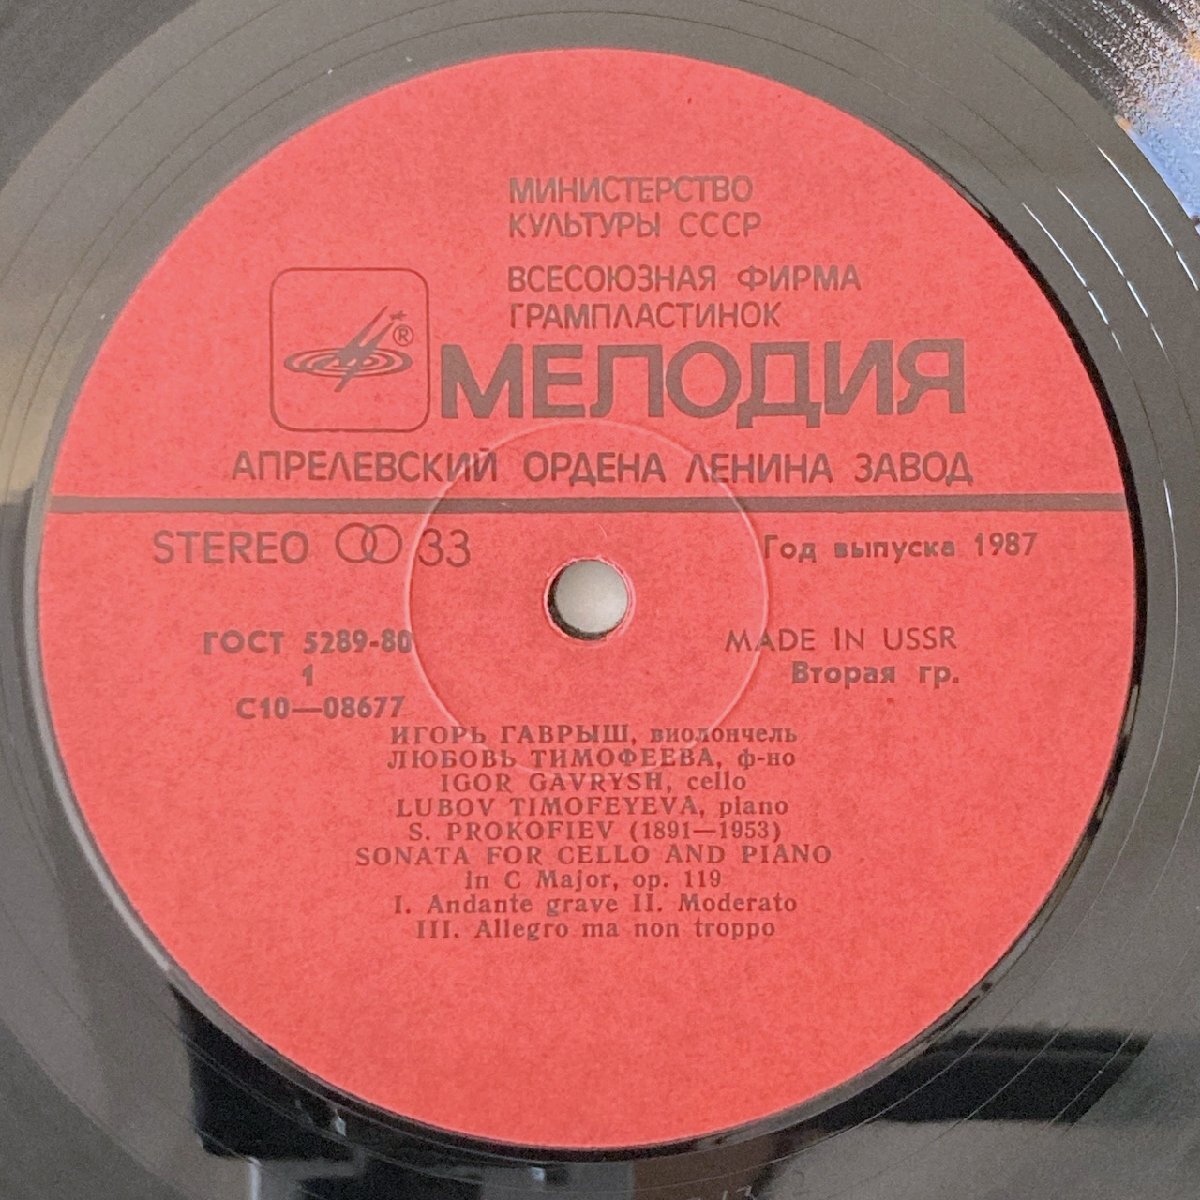 МИНИСТЕРСТВО
КУЛЬТУРЫ СССР
ВСЕСОЮЗНАЯ ФИРМА
ГРАМПЛАСТИНОК
®
МЕЛОДИЯ
АПРЕЛЕВСКИЙ ОРДЕНА ЛЕНИНА ЗАВОД
STEREO 33
Год выпуска 1987
ГОСТ 5289-80
1
С10—08677
MADE IN USSR
Вторая гр.
ИГОРЬ ГАВРЫШ, виолончель
ЛЮБОВЬ ТИМОФЕЕВА, ф-но
IGOR GAVRYSH, cello
LUBOV TIMOFEYEVA, piano
S. PROKOFIEV (1891—1953)
SONATA FOR CELLO AND PIANO
in C Major, op. 119
I. Andante grave II. Moderato
III. Allegro ma non troppo